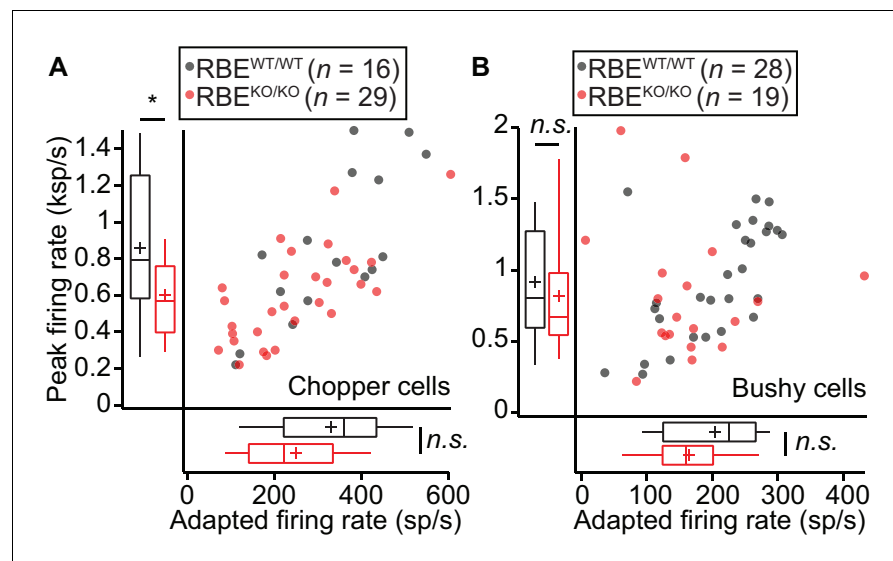 A
RBE^WT/WT (n = 16)
RBE^KO/KO (n = 29)
*
Peak firing rate (ksp/s)
1.4
1.2
1
0.8
0.6
0.4
0.2
0
Chopper cells
n.s.
0 200 400 600
Adapted firing rate (sp/s)
B
RBE^WT/WT (n = 28)
RBE^KO/KO (n = 19)
n.s.
2
1.5
1
0.5
0
Bushy cells
n.s.
0 100 200 300 400
Adapted firing rate (sp/s)